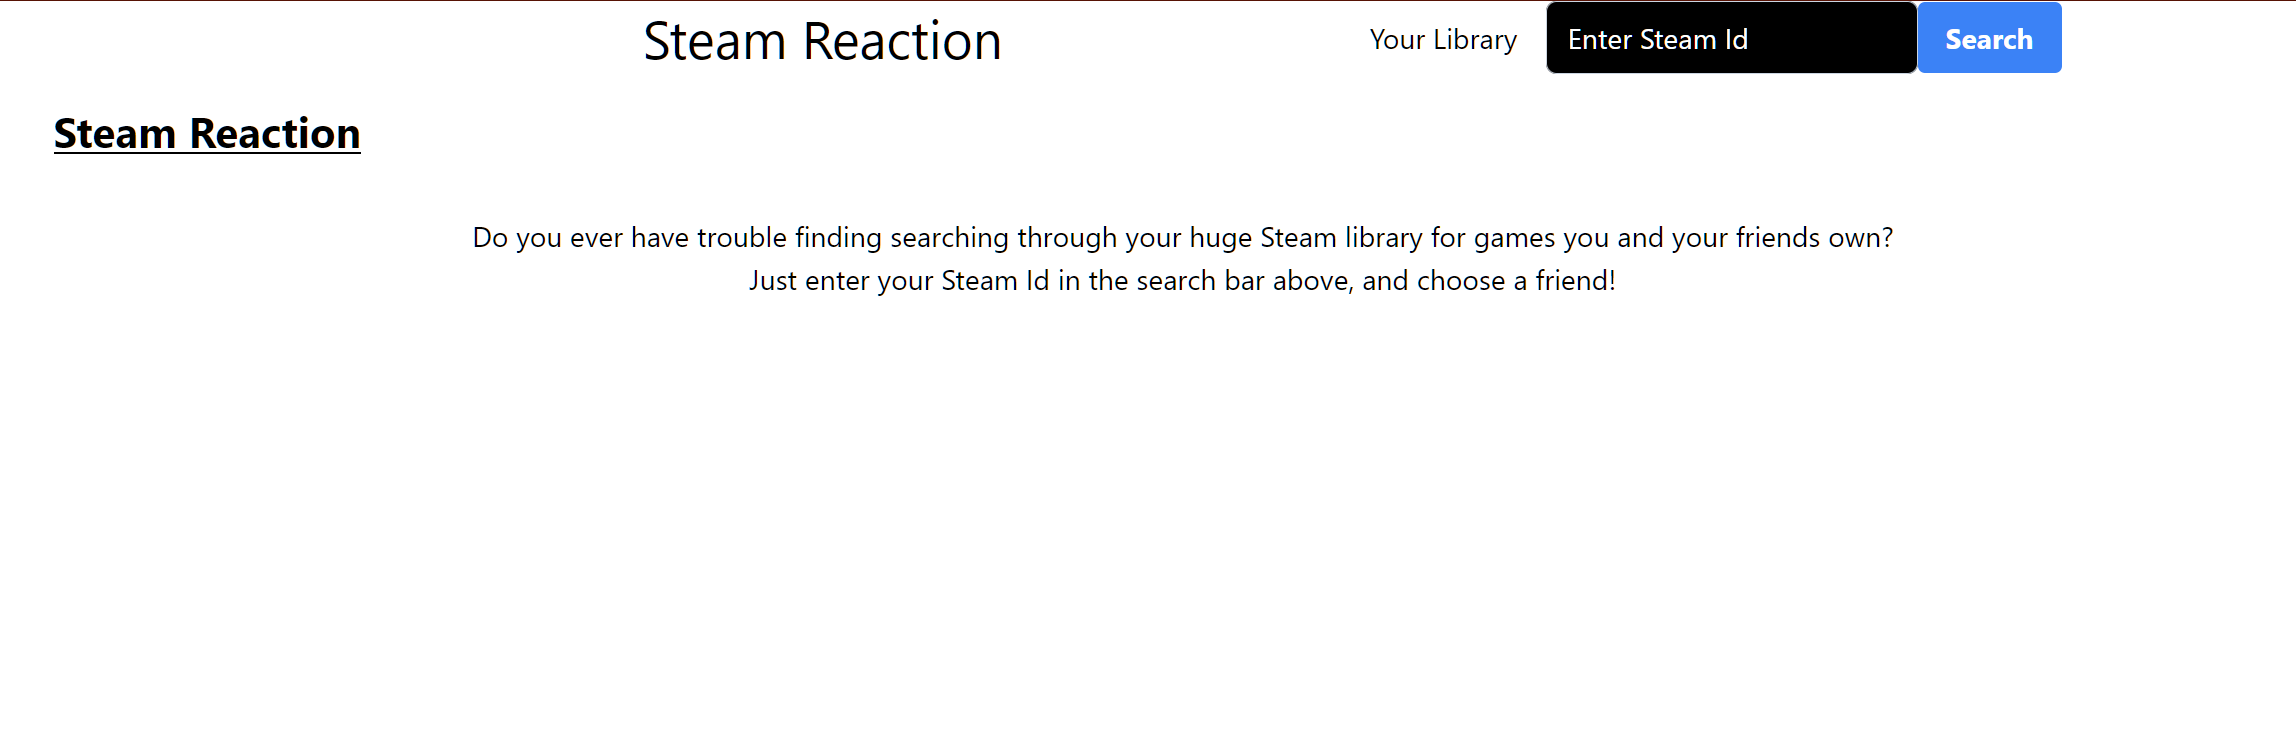 Steam Reaction
Your Library
Enter Steam Id
Search
Steam Reaction
Do you ever have trouble finding searching through your huge Steam library for games you and your friends own?
Just enter your Steam Id in the search bar above, and choose a friend!